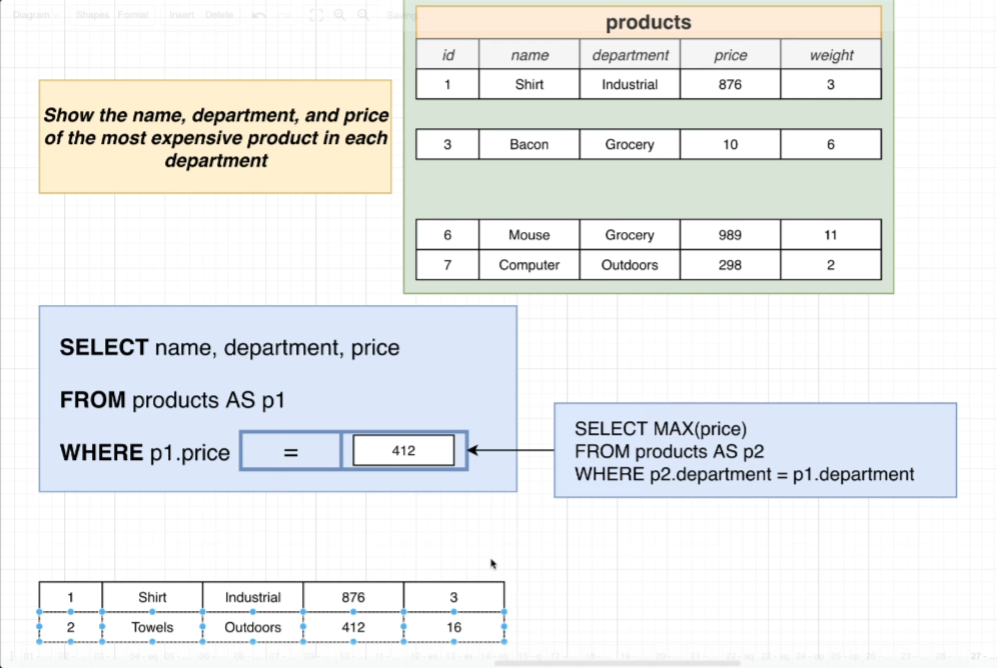 Diagram Shapes Format Insert Delete Saving
products
id name department price weight
1 Shirt Industrial 876 3
3 Bacon Grocery 10 6
6 Mouse Grocery 989 11
7 Computer Outdoors 298 2
Show the name, department, and price
of the most expensive product in each
department
SELECT name, department, price
FROM products AS p1
WHERE p1.price = 412
SELECT MAX(price)
FROM products AS p2
WHERE p2.department = p1.department
1 Shirt Industrial 876 3
2 Towels Outdoors 412 16